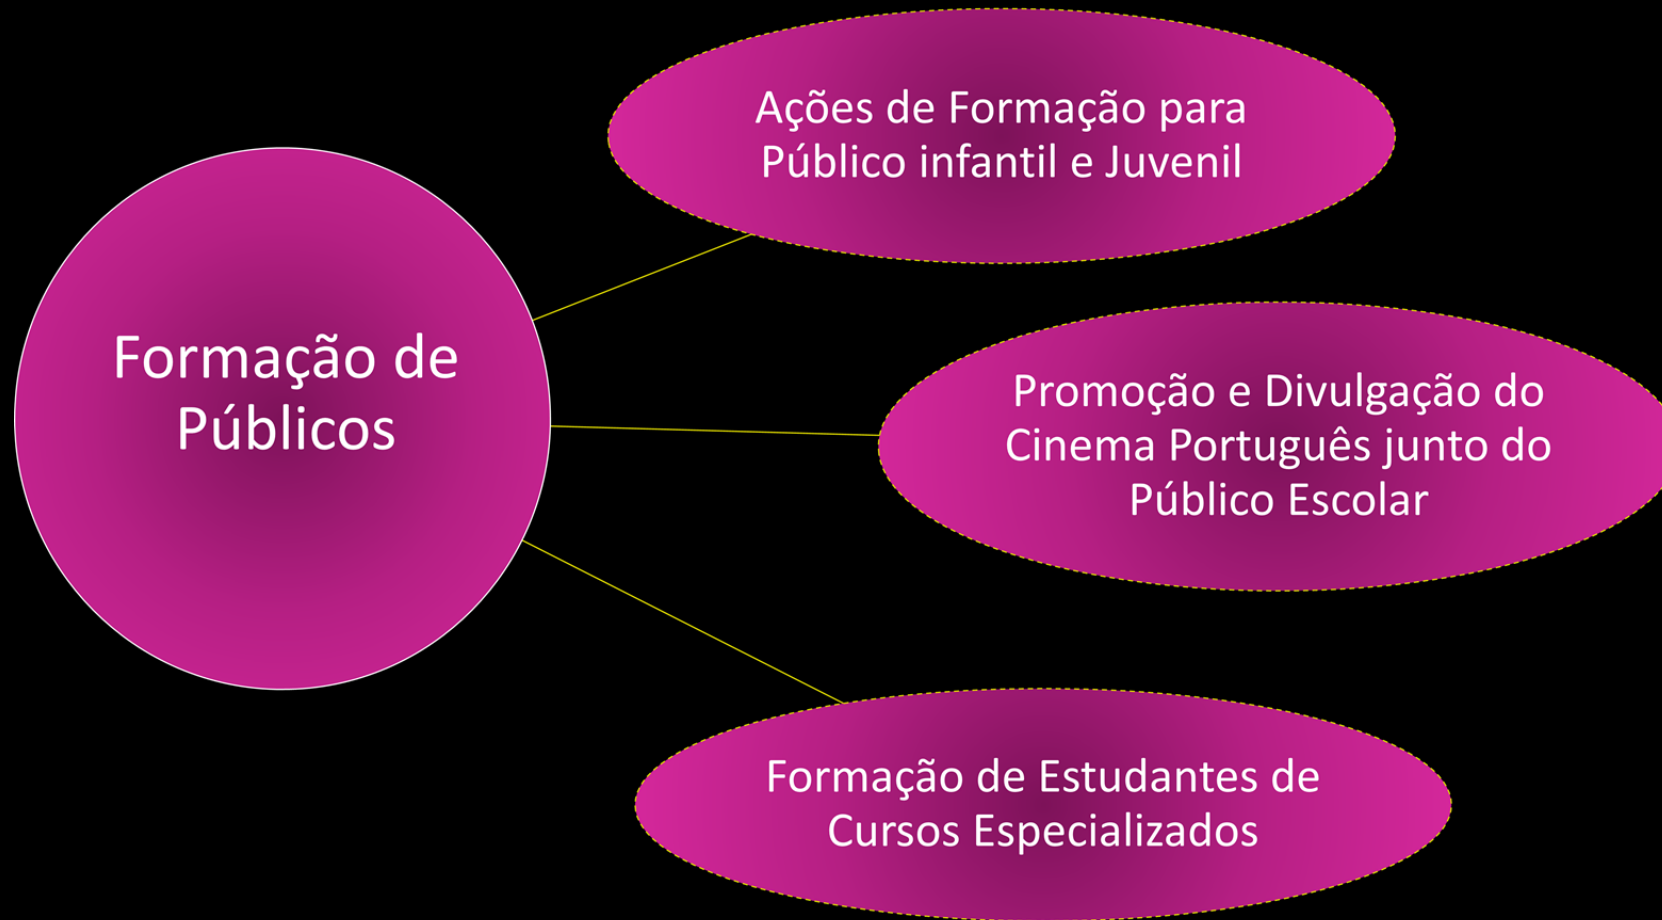 Formação de
Públicos
Ações de Formação para
Público infantil e Juvenil
Promoção e Divulgação do
Cinema Português junto do
Público Escolar
Formação de Estudantes de
Cursos Especializados